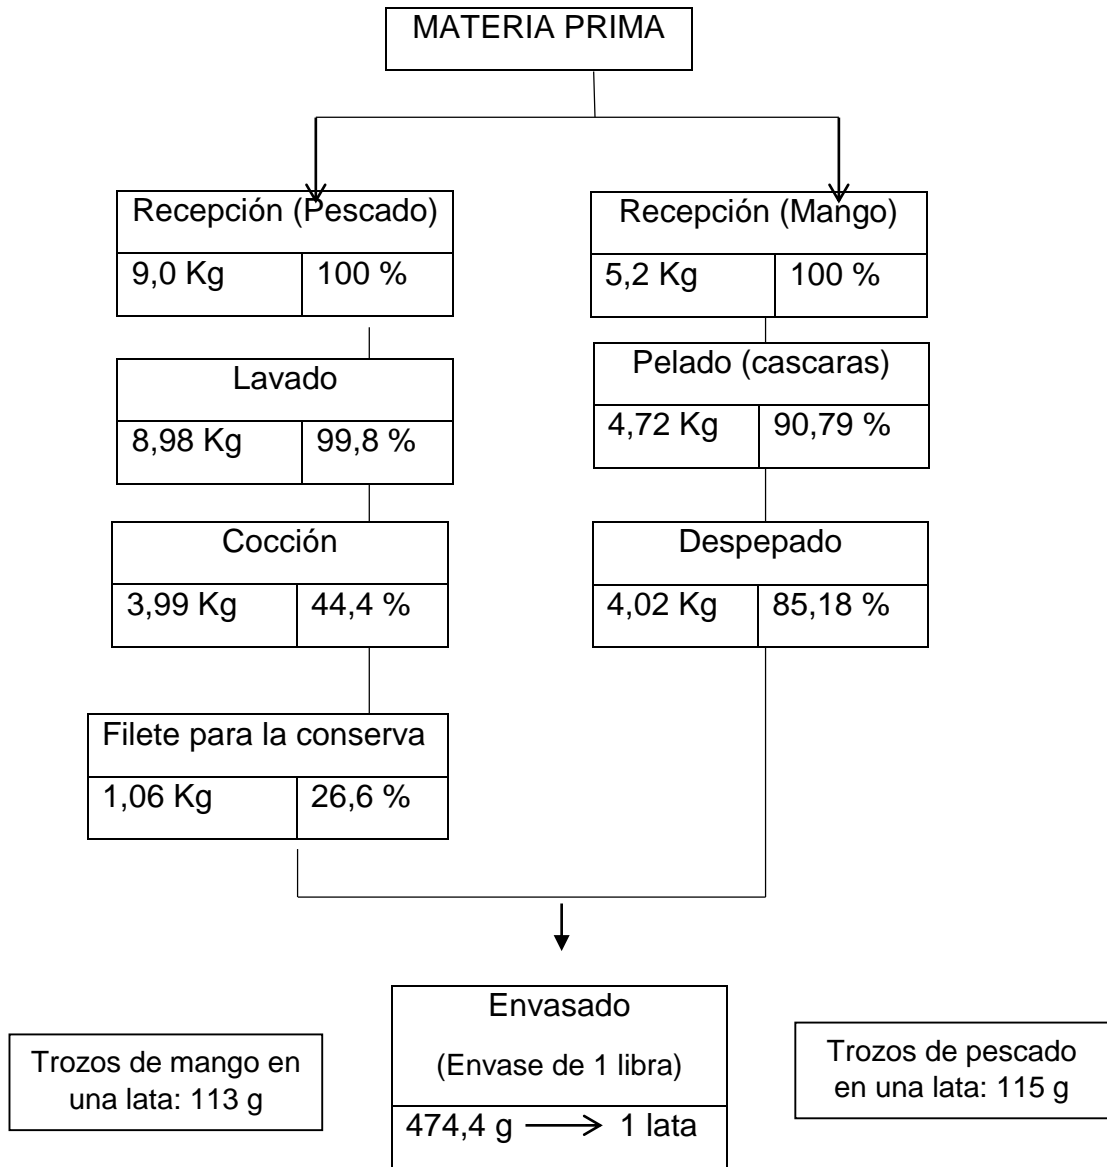 MATERIA PRIMA
Recepción (Pescado)
9,0 Kg 100 %
Recepción (Mango)
5,2 Kg 100 %
Lavado
8,98 Kg 99,8 %
Pelado (cascaras)
4,72 Kg 90,79 %
Cocción
3,99 Kg 44,4 %
Despepado
4,02 Kg 85,18 %
Filete para la conserva
1,06 Kg 26,6 %
Envasado
(Envase de 1 libra)
474,4 g → 1 lata
Trozos de mango en
una lata: 113 g
Trozos de pescado
en una lata: 115 g